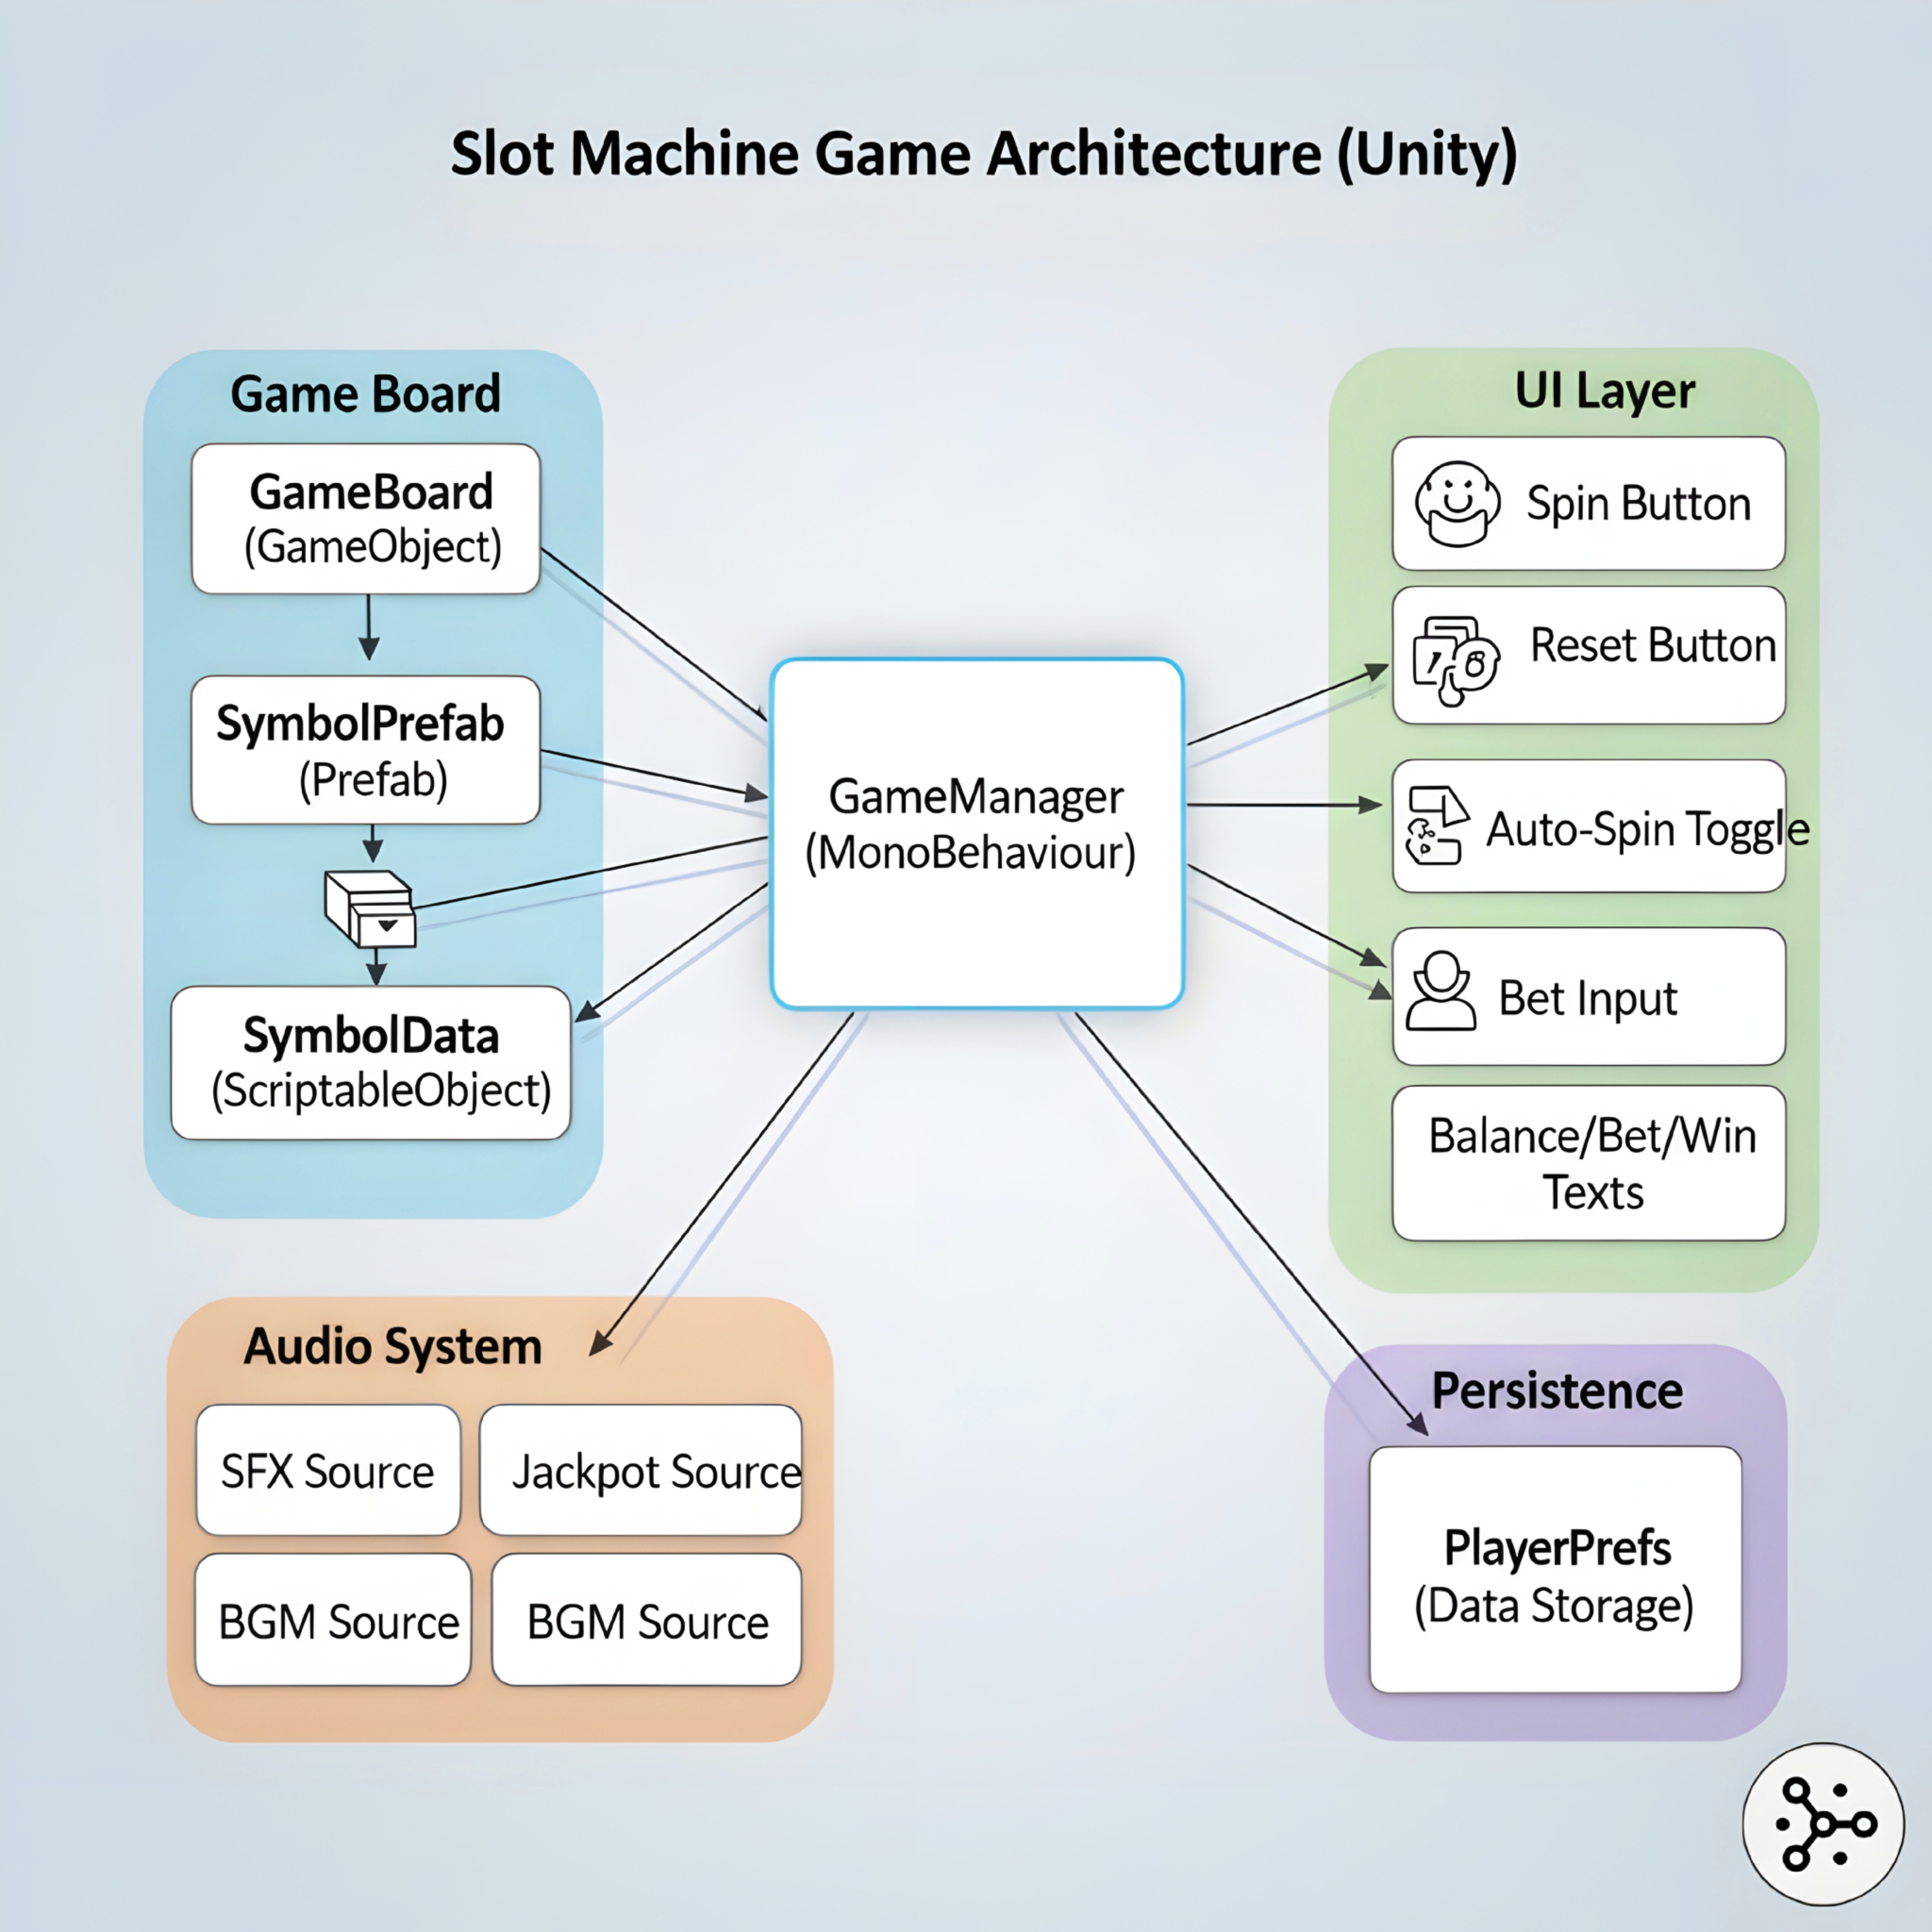 Slot Machine Game Architecture (Unity)
Game Board
GameBoard
(GameObject)
SymbolPrefab
(Prefab)
SymbolData
(ScriptableObject)
GameManager
(MonoBehaviour)
UI Layer
Spin Button
Reset Button
Auto-Spin Toggle
Bet Input
Balance/Bet/Win
Texts
Audio System
SFX Source
Jackpot Source
BGM Source
BGM Source
Persistence
PlayerPrefs
(Data Storage)